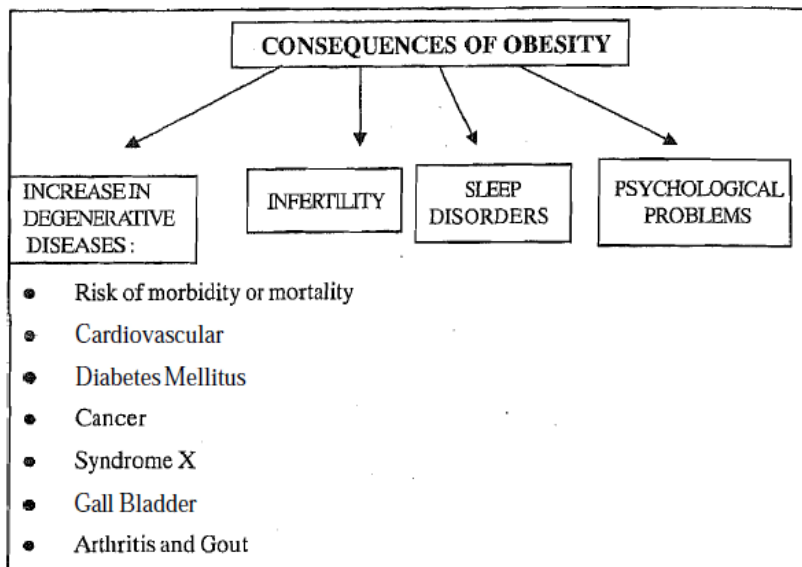 CONSEQUENCES OF OBESITY
INCREASE IN
DEGENERATIVE
DISEASES :
INFERTILITY
SLEEP
DISORDERS
PSYCHOLOGICAL
PROBLEMS
• Risk of morbidity or mortality
• Cardiovascular
• Diabetes Mellitus
• Cancer
• Syndrome X
• Gall Bladder
• Arthritis and Gout